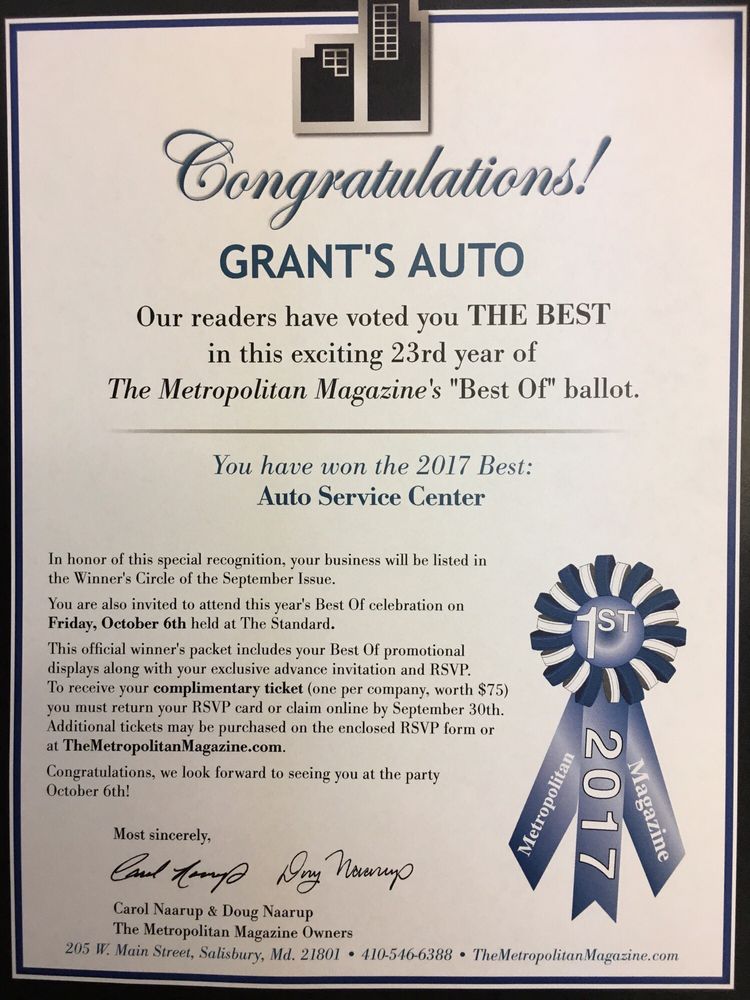 Congratulations!
GRANT'S AUTO
Our readers have voted you THE BEST
in this exciting 23rd year of
The Metropolitan Magazine's "Best Of" ballot.
You have won the 2017 Best:
Auto Service Center
In honor of this special recognition, your business will be listed in
the Winner's Circle of the September Issue.
You are also invited to attend this year's Best Of celebration on
Friday, October 6th held at The Standard.
This official winner's packet includes your Best Of promotional
displays along with your exclusive advance invitation and RSVP.
To receive your complimentary ticket (one per company, worth $75)
you must return your RSVP card or claim online by September 30th.
Additional tickets may be purchased on the enclosed RSVP form or
at TheMetropolitanMagazine.com.
Congratulations, we look forward to seeing you at the party
October 6th!
1ST
Metropolitan
2017
Magazine
Most sincerely,
Carol Naarup Doug Naarup
Carol Naarup & Doug Naarup
The Metropolitan Magazine Owners
205 W. Main Street, Salisbury, Md. 21801 • 410-546-6388 • TheMetropolitanMagazine.com